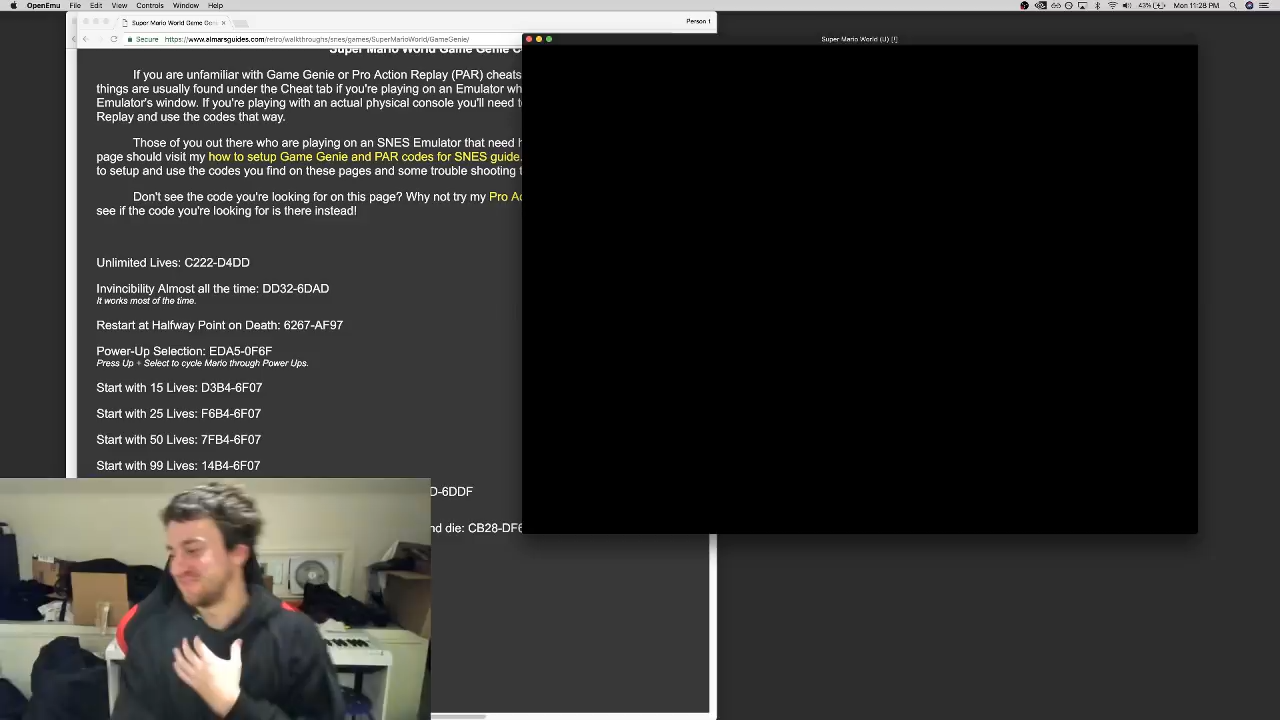 OpenEmu File Edit View Controls Window Help
43% Mon 11:28 PM
Super Mario World Game Geni
Person 1
Secure https://www.almarsguides.com/retro/walkthroughs/snes/games/SuperMarioWorld/GameGenie/
Super Mario World (U) [!]
Super Mario World Game Genie C
If you are unfamiliar with Game Genie or Pro Action Replay (PAR) cheats
things are usually found under the Cheat tab if you're playing on an Emulator wh
Emulator's window. If you're playing with an actual physical console you'll need to
Replay and use the codes that way.
Those of you out there who are playing on an SNES Emulator that need h
page should visit my how to setup Game Genie and PAR codes for SNES guide.
to setup and use the codes you find on these pages and some trouble shooting t
Don't see the code you're looking for on this page? Why not try my Pro Ac
see if the code you're looking for is there instead!
Unlimited Lives: C222-D4DD
Invincibility Almost all the time: DD32-6DAD
It works most of the time.
Restart at Halfway Point on Death: 6267-AF97
Power-Up Selection: EDA5-0F6F
Press Up + Select to cycle Mario through Power Ups.
Start with 15 Lives: D3B4-6F07
Start with 25 Lives: F6B4-6F07
Start with 50 Lives: 7FB4-6F07
Start with 99 Lives: 14B4-6F07
D-6DDF
nd die: CB28-DF6